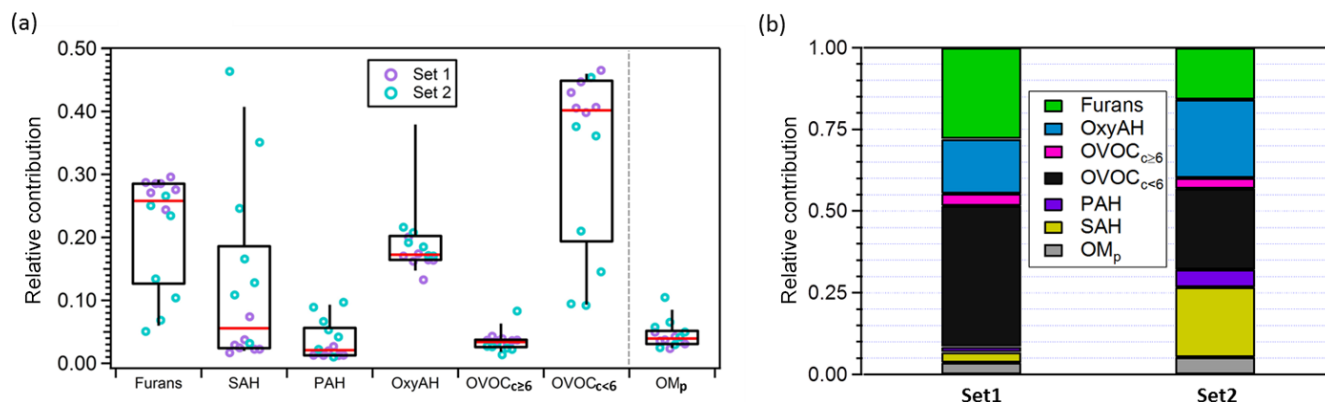 (a)
Relative contribution
0.50
0.40
0.30
0.20
0.10
0.00
Set 1
Set 2
Furans
SAH
PAH
OxyAH
OVOCc≥6
OVOCc<6
OMp
(b)
Relative contribution
1.00
0.75
0.50
0.25
0.00
Furans
OxyAH
OVOCc≥6
OVOCc<6
PAH
SAH
OMp
Set1
Set2